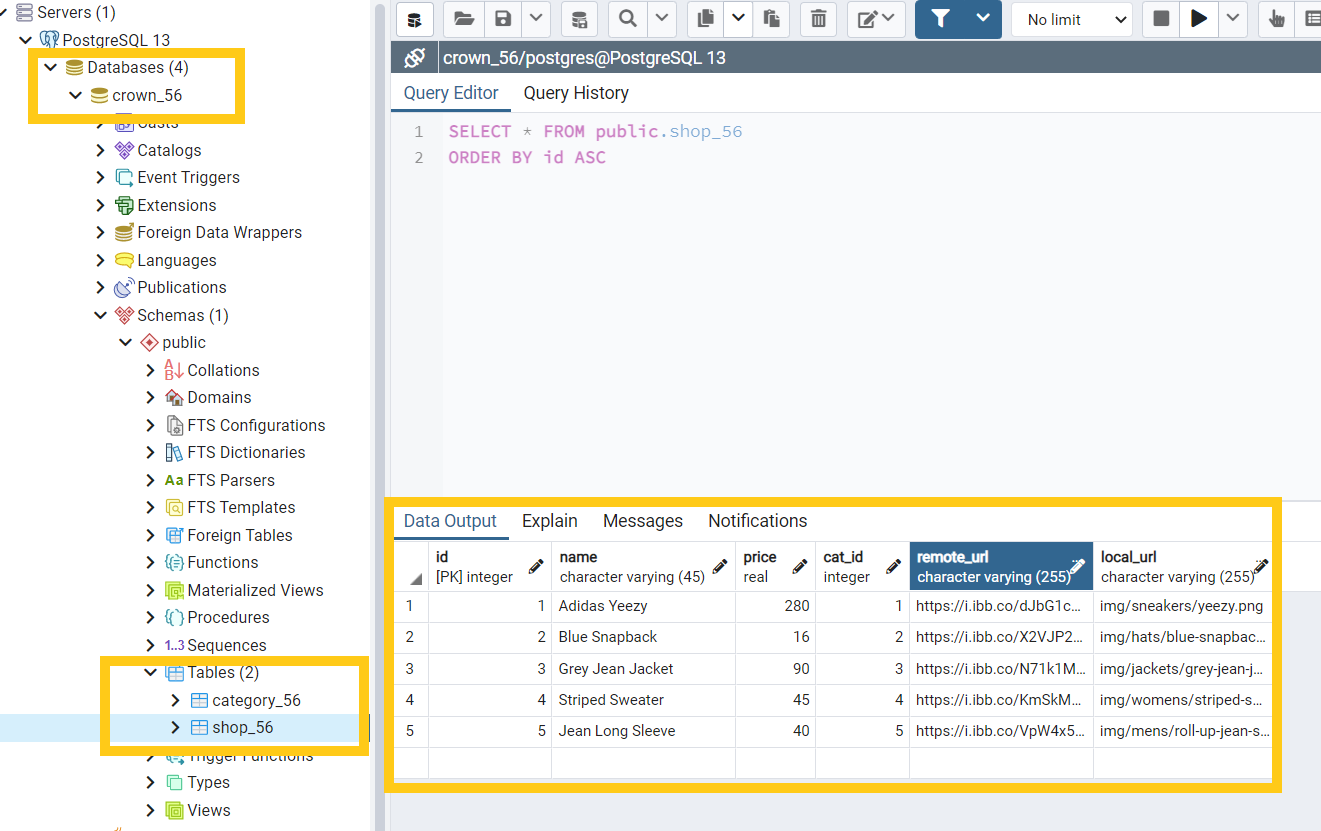 Servers (1)
PostgreSQL 13
Databases (4)
crown_56
Casts
Catalogs
Event Triggers
Extensions
Foreign Data Wrappers
Languages
Publications
Schemas (1)
public
Collations
Domains
FTS Configurations
FTS Dictionaries
Aa FTS Parsers
FTS Templates
Foreign Tables
Functions
Materialized Views
Procedures
1..3 Sequences
Tables (2)
category_56
shop_56
Trigger Functions
Types
Views
No limit
crown_56/postgres@PostgreSQL 13
Query Editor Query History
1 SELECT * FROM public.shop_56
2 ORDER BY id ASC
Data Output Explain Messages Notifications
id name price cat_id remote_url local_url
[PK] integer character varying (45) real integer character varying (255) character varying (255)
1 1 Adidas Yeezy 280 1 https://i.ibb.co/dJbG1c... img/sneakers/yeezy.png
2 2 Blue Snapback 16 2 https://i.ibb.co/X2VJP2... img/hats/blue-snapbac...
3 3 Grey Jean Jacket 90 3 https://i.ibb.co/N71k1M... img/jackets/grey-jean-j...
4 4 Striped Sweater 45 4 https://i.ibb.co/KmSkM... img/womens/striped-s...
5 5 Jean Long Sleeve 40 5 https://i.ibb.co/VpW4x5... img/mens/roll-up-jean-s...